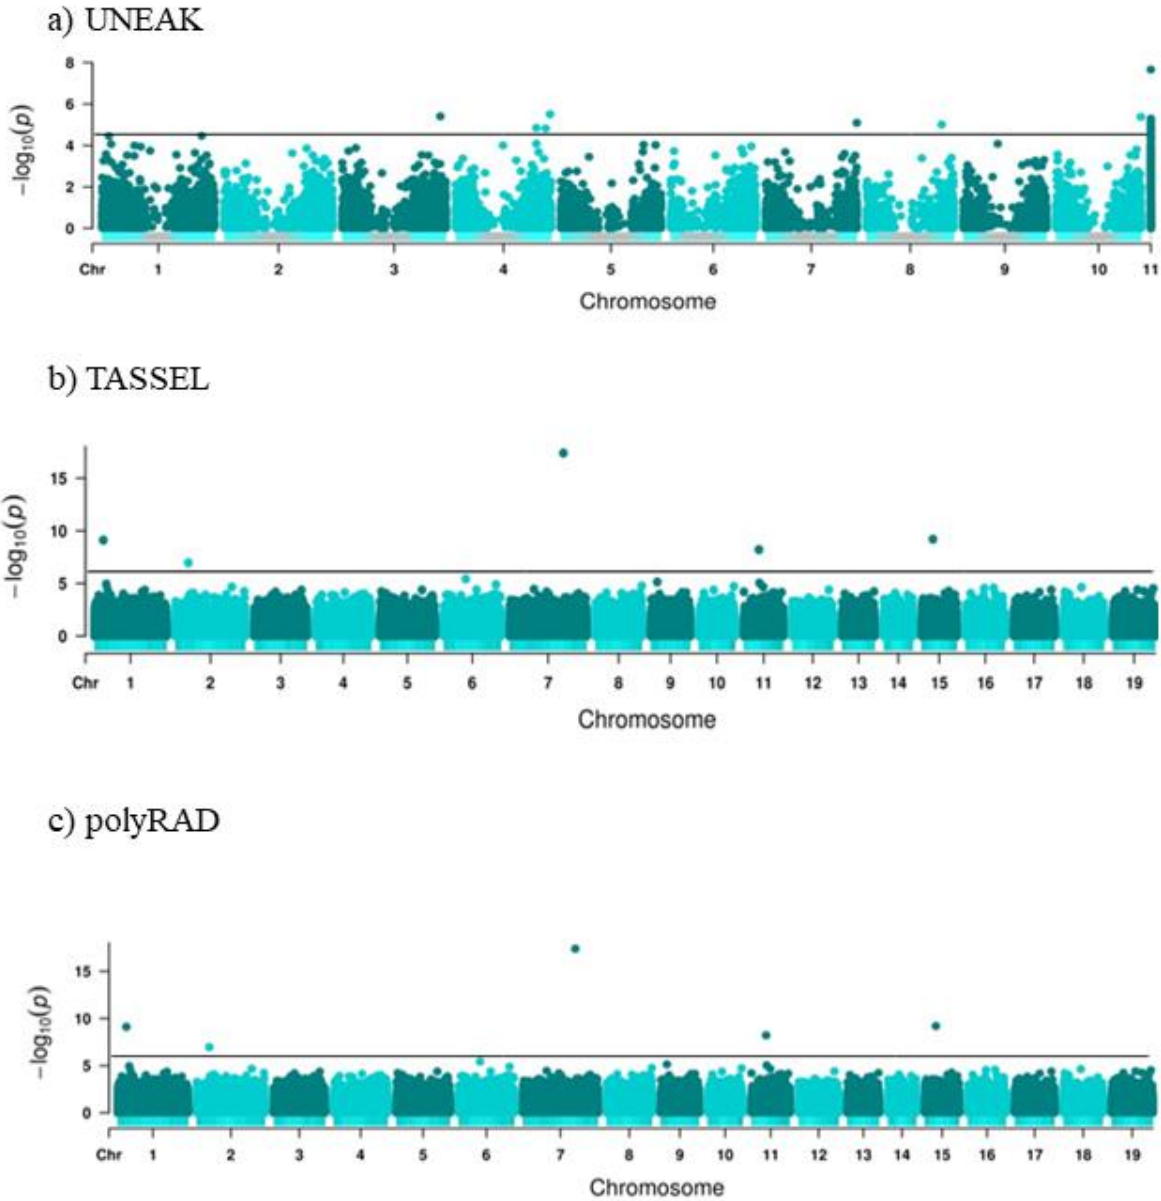 a) UNEAK
8
6
4
2
0
−log₁₀(p)
Chr 1 2 3 4 5 6 7 8 9 10 11
Chromosome
b) TASSEL
15
10
5
0
−log₁₀(p)
Chr 1 2 3 4 5 6 7 8 9 10 11 12 13 14 15 16 17 18 19
Chromosome
c) polyRAD
15
10
5
0
−log₁₀(p)
Chr 1 2 3 4 5 6 7 8 9 10 11 12 13 14 15 16 17 18 19
Chromosome